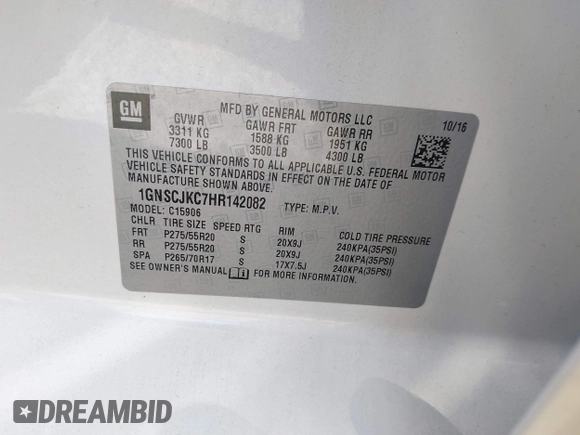 GM
MFD BY GENERAL MOTORS LLC
10/16
GVWR GAWR FRT GAWR RR
3311 KG 1588 KG 1951 KG
7300 LB 3500 LB 4300 LB
THIS VEHICLE CONFORMS TO ALL APPLICABLE U.S. FEDERAL MOTOR
VEHICLE SAFETY STANDARDS IN EFFECT ON THE DATE OF
MANUFACTURE SHOWN ABOVE.
1GNSCJKC7HR142082 TYPE: M.P.V.
MODEL: C15906
CHLR TIRE SIZE SPEED RTG RIM COLD TIRE PRESSURE
FRT P275/55R20 S 20X9J 240KPA(35PSI)
RR P275/55R20 S 20X9J 240KPA(35PSI)
SPA P265/70R17 S 17X7.5J 240KPA(35PSI)
SEE OWNER'S MANUAL FOR MORE INFORMATION.
DREAMBID